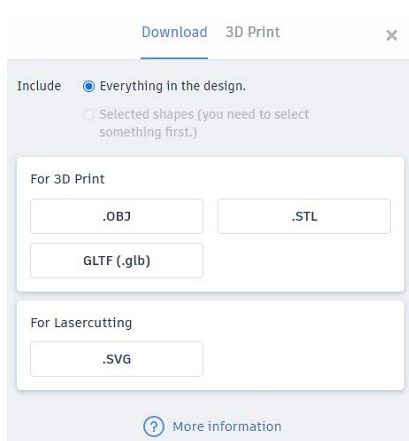 Download 3D Print ×
Include Everything in the design.
Selected shapes (you need to select
something first.)
For 3D Print
.OBJ .STL
GLTF (.glb)
For Lasercutting
.SVG
? More information